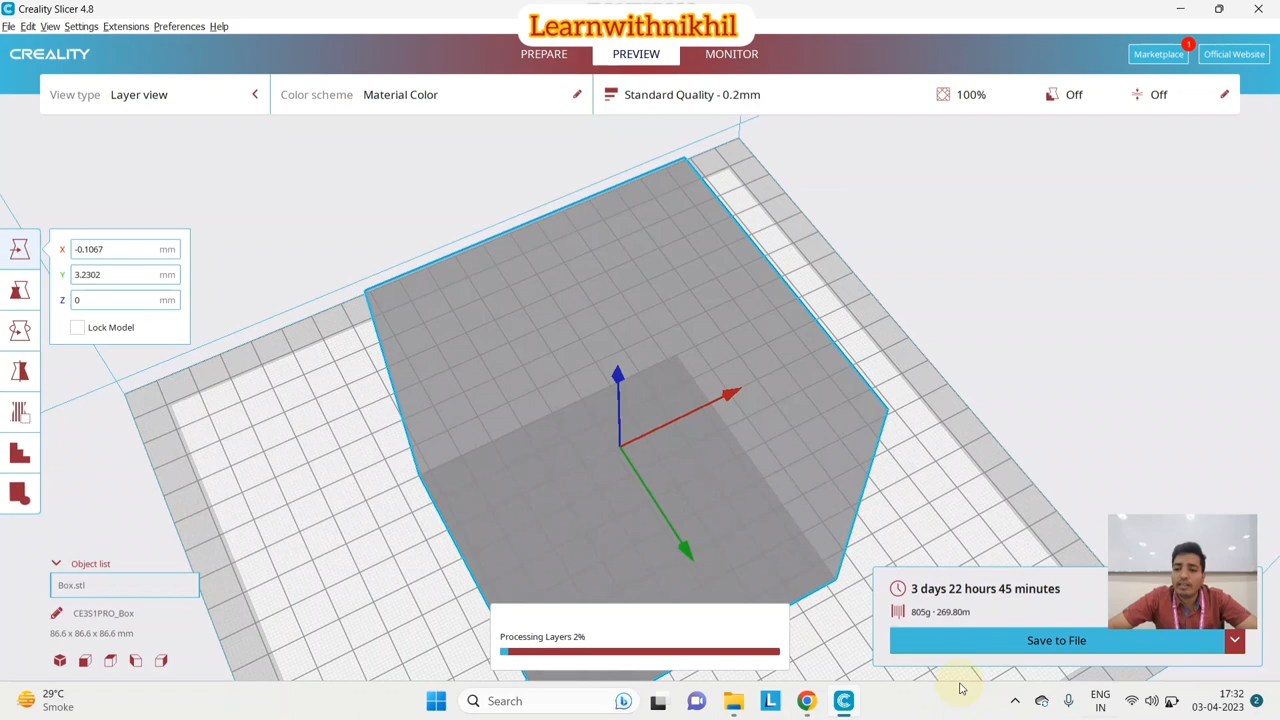 Creality Slicer 4.8
File Edit View Settings Extensions Preferences Help
Learnwithnikhil
CREALITY
PREPARE PREVIEW MONITOR
Marketplace 1 Official Website
View type Layer view Color scheme Material Color Standard Quality - 0.2mm 100% Off Off
X -0.1067 mm
Y 3.2302 mm
Z 0 mm
Lock Model
Object list
Box.stl
CE3S1PRO_Box
86.6 x 86.6 x 86.6 mm
Processing Layers 2%
3 days 22 hours 45 minutes
805g · 269.80m
Save to File
29°C
Smoke
Search
ENG
IN
17:32
03-04-2023
2